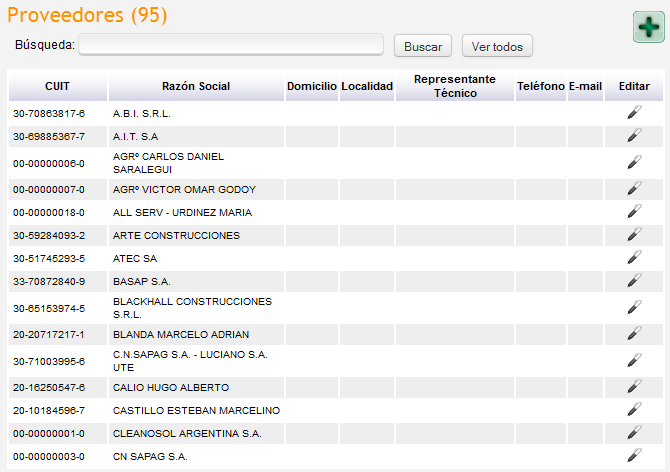 Proveedores (95)
Búsqueda: Buscar Ver todos
CUIT Razón Social Domicilio Localidad Representante Técnico Teléfono E-mail Editar
30-70863817-6 A.B.I. S.R.L.
30-69885367-7 A.I.T. S.A
00-00000006-0 AGRº CARLOS DANIEL
SARALEGUI
00-00000007-0 AGRº VICTOR OMAR GODOY
00-00000018-0 ALL SERV - URDINEZ MARIA
30-59284093-2 ARTE CONSTRUCCIONES
30-51745293-5 ATEC SA
33-70872840-9 BASAP S.A.
30-65153974-5 BLACKHALL CONSTRUCCIONES
S.R.L.
20-20717217-1 BLANDA MARCELO ADRIAN
30-71003995-6 C.N.SAPAG S.A. - LUCIANO S.A.
UTE
20-16250547-6 CALIO HUGO ALBERTO
20-10184596-7 CASTILLO ESTEBAN MARCELINO
00-00000001-0 CLEANOSOL ARGENTINA S.A.
00-00000003-0 CN SAPAG S.A.